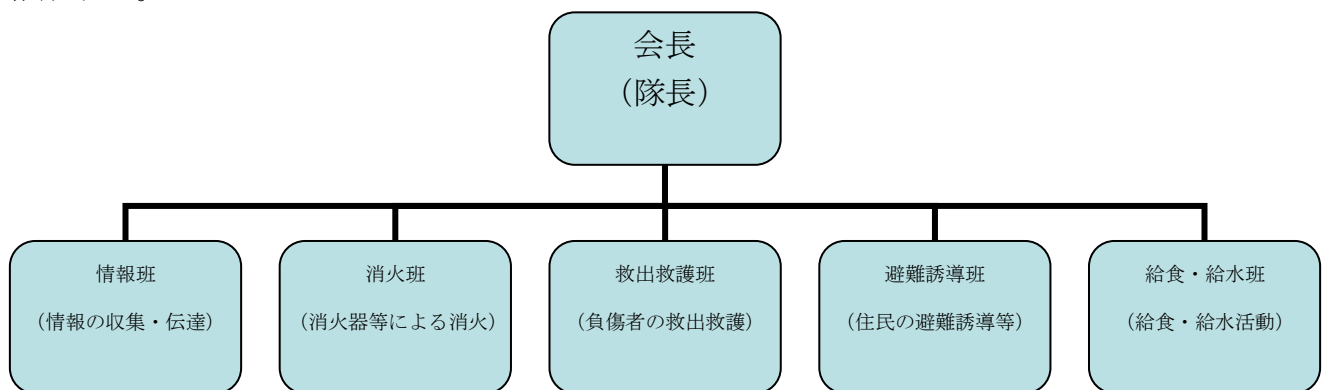 会長
（隊長）
情報班
（情報の収集・伝達）
消火班
（消火器等による消火）
救出救護班
（負傷者の救出救護）
避難誘導班
（住民の避難誘導等）
給食・給水班
（給食・給水活動）